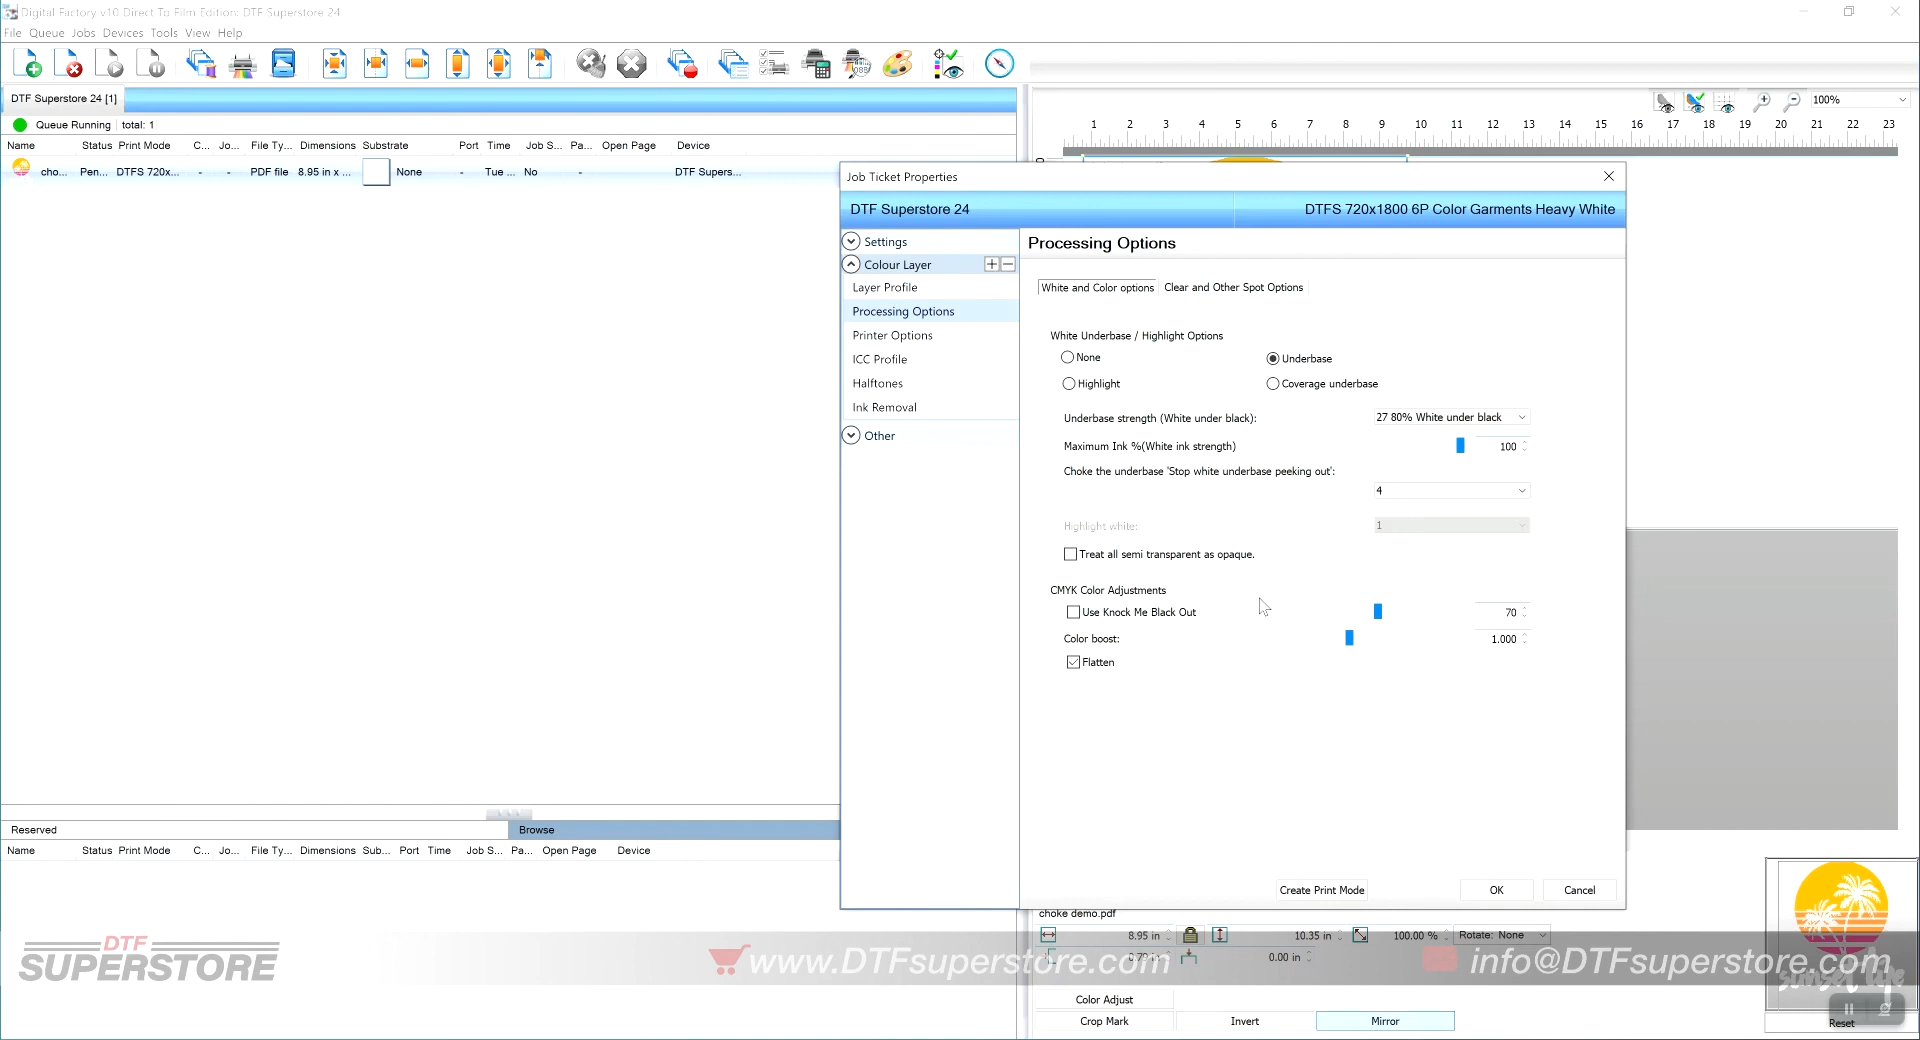 Digital Factory v10 Direct To Film Edition: DTF Superstore 24
File Queue Jobs Devices Tools View Help
DTF Superstore 24 [1]
100%
Queue Running total: 1
1 2 3 4 5 6 7 8 9 10 11 12 13 14 15 16 17 18 19 20 21 22 23
Name Status Print Mode C... Jo... File Ty... Dimensions Substrate Port Time Job S... Pa... Open Page Device
cho... Pen... DTFS 720x... - - PDF file 8.95 in x ... None - Tue ... No - DTF Supers...
Job Ticket Properties
DTF Superstore 24
DTFS 720x1800 6P Color Garments Heavy White
Settings
Colour Layer
Layer Profile
Processing Options
Printer Options
ICC Profile
Halftones
Ink Removal
Other
Processing Options
White and Color options Clear and Other Spot Options
White Underbase / Highlight Options
None Underbase
Highlight Coverage underbase
Underbase strength (White under black): 27 80% White under black
Maximum Ink %(White ink strength) 100
Choke the underbase 'Stop white underbase peeking out':
4
Highlight white: 1
Treat all semi transparent as opaque.
CMYK Color Adjustments
Use Knock Me Black Out 70
Color boost: 1.000
Flatten
Create Print Mode OK Cancel
Reserved Browse
Name Status Print Mode C... Jo... File Ty... Dimensions Sub... Port Time Job S... Pa... Open Page Device
choke demo.pdf
8.95 in 10.35 in 100.00 % Rotate: None
0.79 in 0.00 in
DTF
SUPERSTORE
www.DTFsuperstore.com
info@DTFsuperstore.com
sunset life
Color Adjust
Crop Mark Invert Mirror
Reset